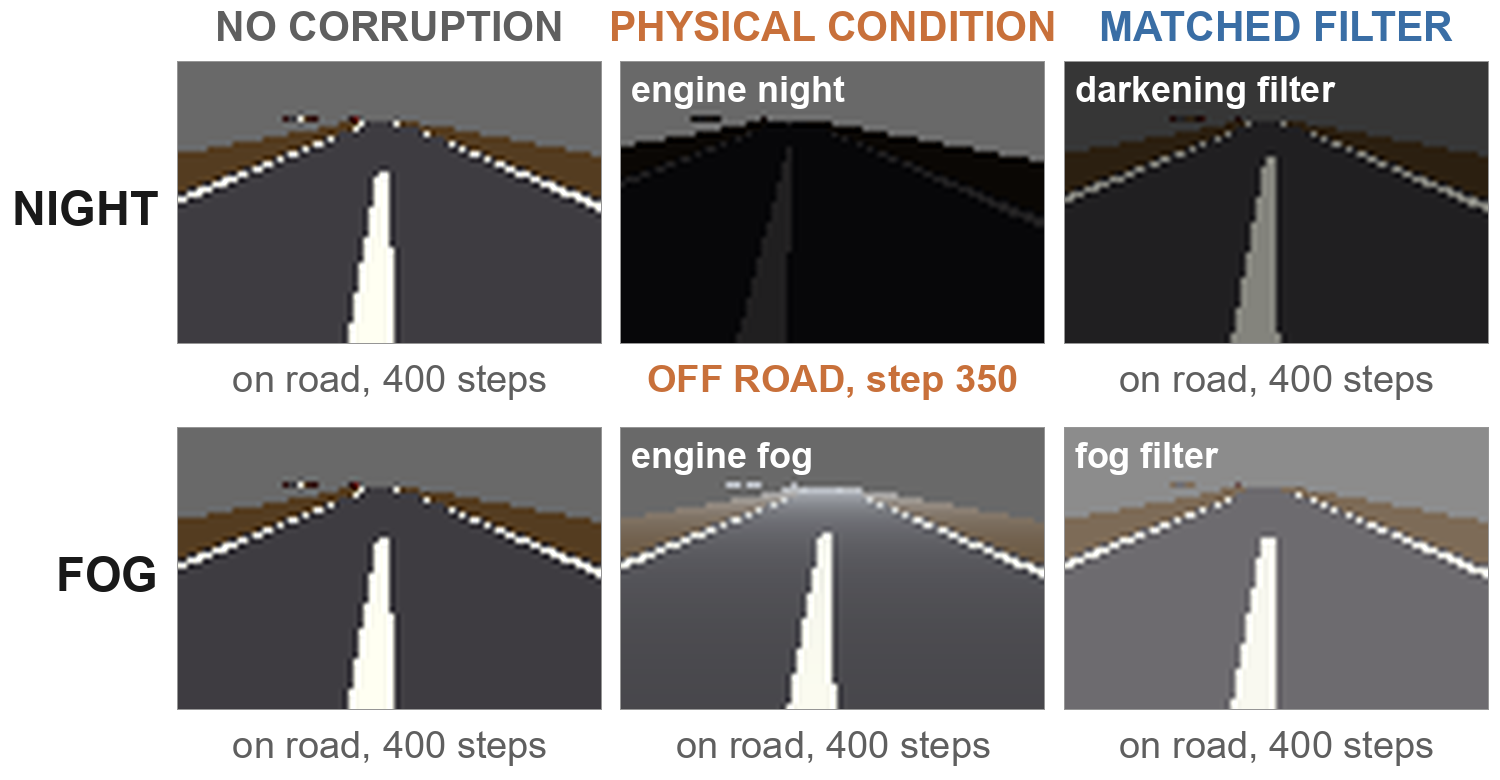 NO CORRUPTION PHYSICAL CONDITION MATCHED FILTER
engine night darkening filter
NIGHT
on road, 400 steps OFF ROAD, step 350 on road, 400 steps
engine fog fog filter
FOG
on road, 400 steps on road, 400 steps on road, 400 steps